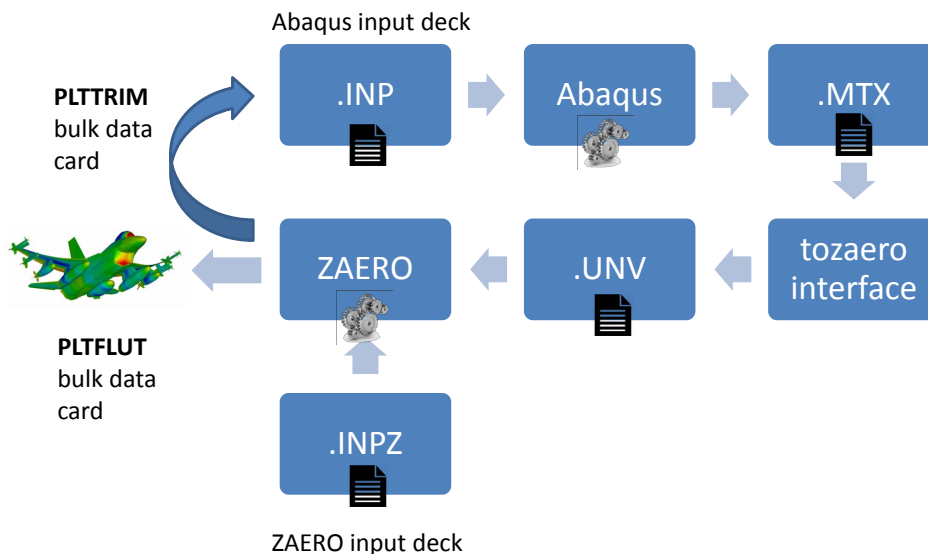 Abaqus input deck
.INP
Abaqus
.MTX
PLTTRIM
bulk data
card
ZAERO
.UNV
tozaero
interface
PLTFLUT
bulk data
card
.INPZ
ZAERO input deck